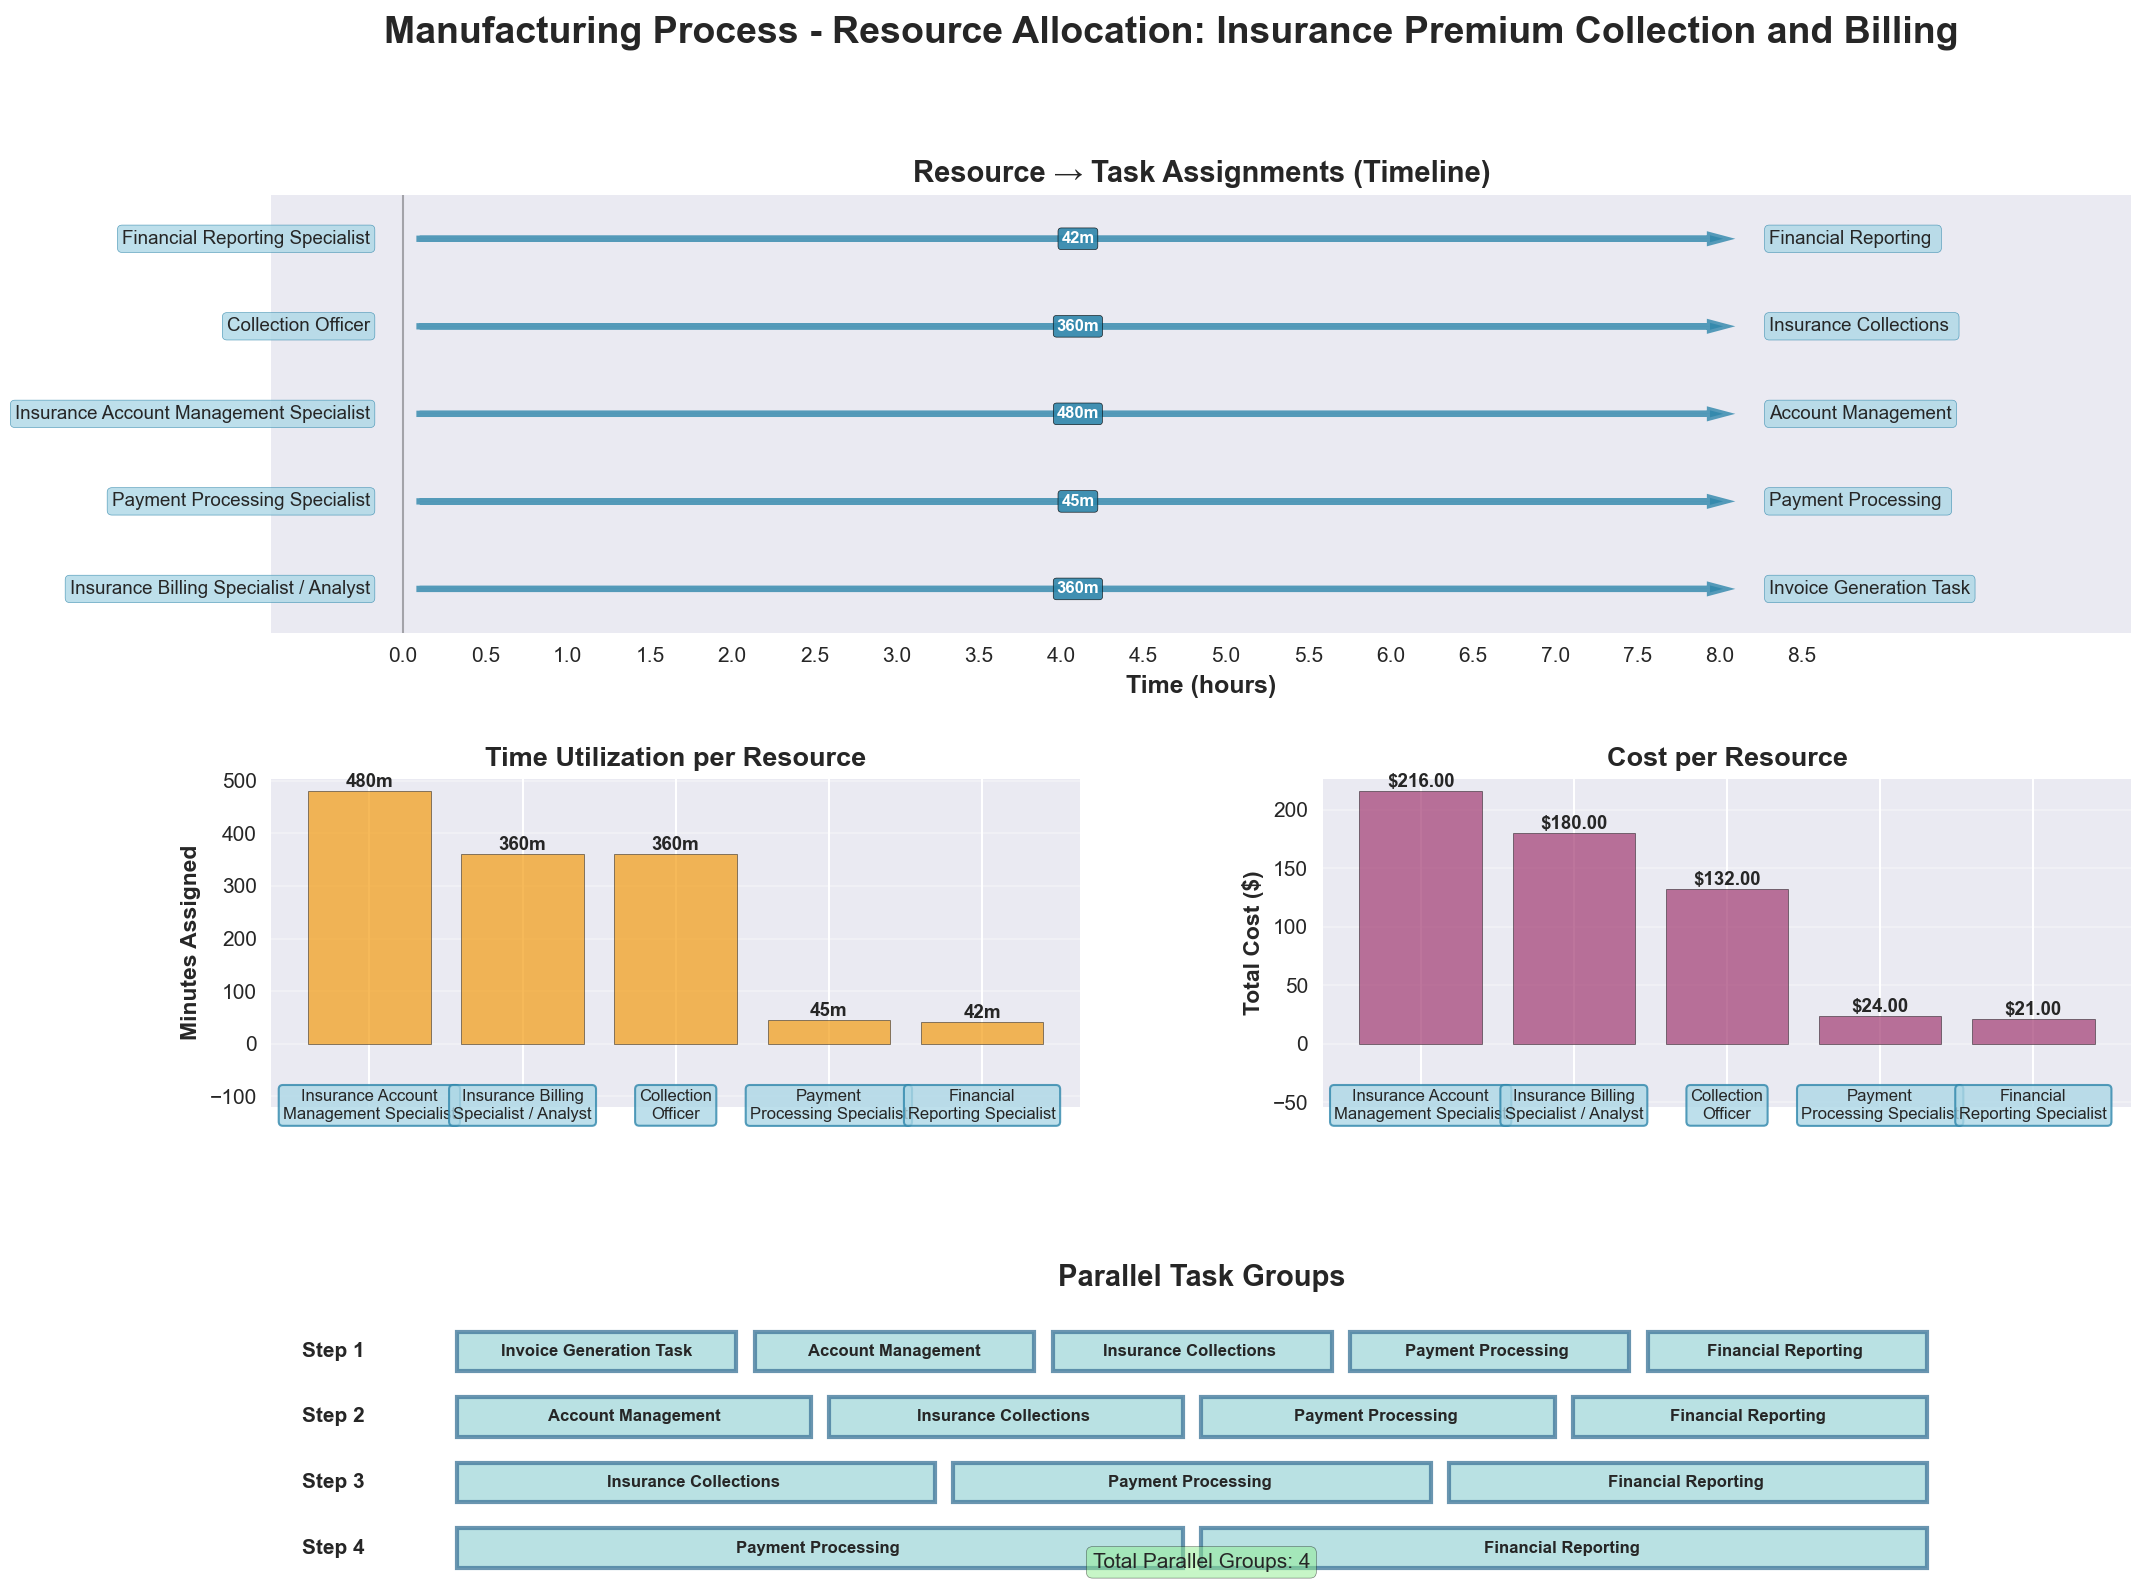 Manufacturing Process - Resource Allocation: Insurance Premium Collection and Billing
Resource → Task Assignments (Timeline)
Financial Reporting Specialist 42m Financial Reporting
Collection Officer 360m Insurance Collections
Insurance Account Management Specialist 480m Account Management
Payment Processing Specialist 45m Payment Processing
Insurance Billing Specialist / Analyst 360m Invoice Generation Task
0.0 0.5 1.0 1.5 2.0 2.5 3.0 3.5 4.0 4.5 5.0 5.5 6.0 6.5 7.0 7.5 8.0 8.5
Time (hours)
Time Utilization per Resource
Minutes Assigned
500
400
300
200
100
0
−100
480m
360m
360m
45m
42m
Insurance Account
Management Specialist
Insurance Billing
Specialist / Analyst
Collection
Officer
Payment
Processing Specialist
Financial
Reporting Specialist
Cost per Resource
Total Cost ($)
200
150
100
50
0
−50
$216.00
$180.00
$132.00
$24.00
$21.00
Insurance Account
Management Specialist
Insurance Billing
Specialist / Analyst
Collection
Officer
Payment
Processing Specialist
Financial
Reporting Specialist
Parallel Task Groups
Step 1 Invoice Generation Task Account Management Insurance Collections Payment Processing Financial Reporting
Step 2 Account Management Insurance Collections Payment Processing Financial Reporting
Step 3 Insurance Collections Payment Processing Financial Reporting
Step 4 Payment Processing Financial Reporting
Total Parallel Groups: 4